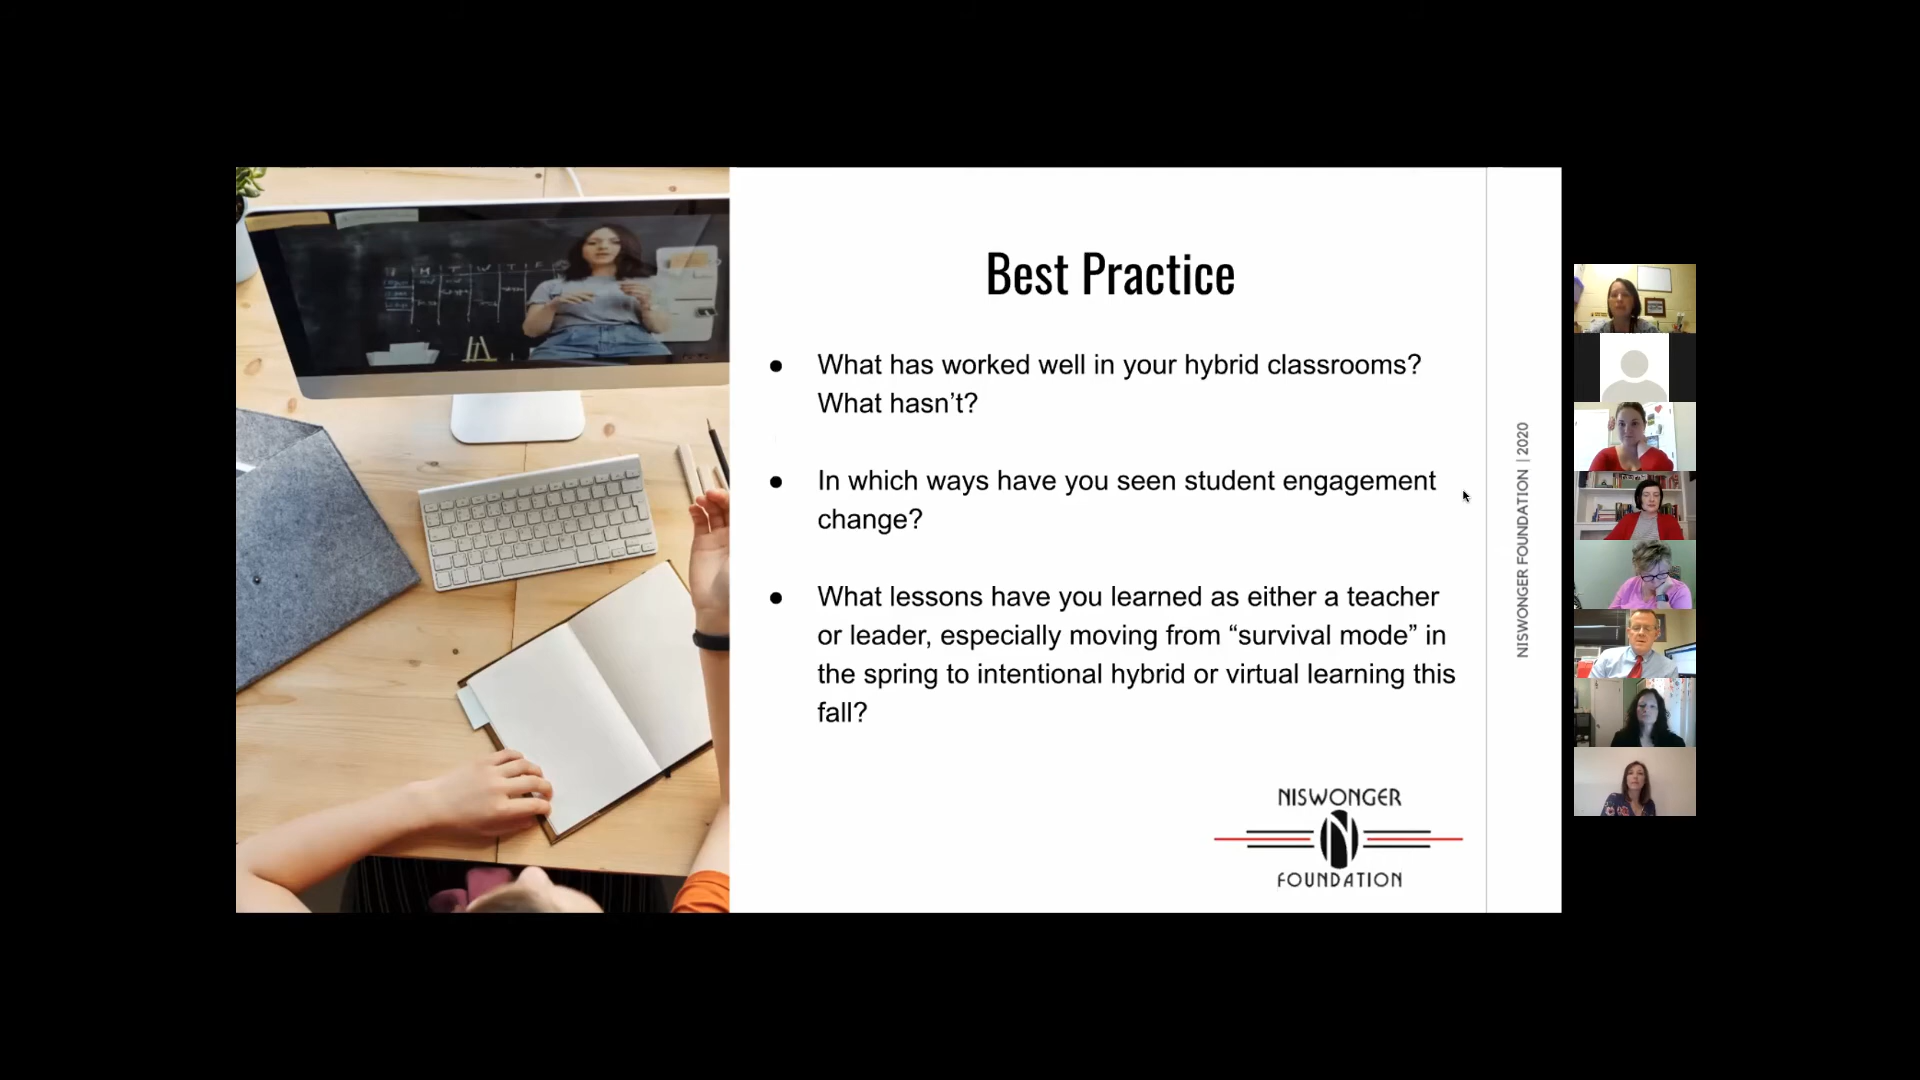 Best Practice
● What has worked well in your hybrid classrooms?
What hasn't?
● In which ways have you seen student engagement
change?
● What lessons have you learned as either a teacher
or leader, especially moving from “survival mode” in
the spring to intentional hybrid or virtual learning this
fall?
NISWONGER
N
FOUNDATION
NISWONGER FOUNDATION | 2020